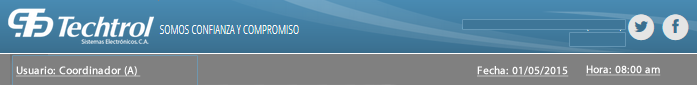 Techtrol
Sistemas Electrónicos, C.A.
SOMOS CONFIANZA Y COMPROMISO
Usuario: Coordinador (A)
Fecha: 01/05/2015
Hora: 08:00 am